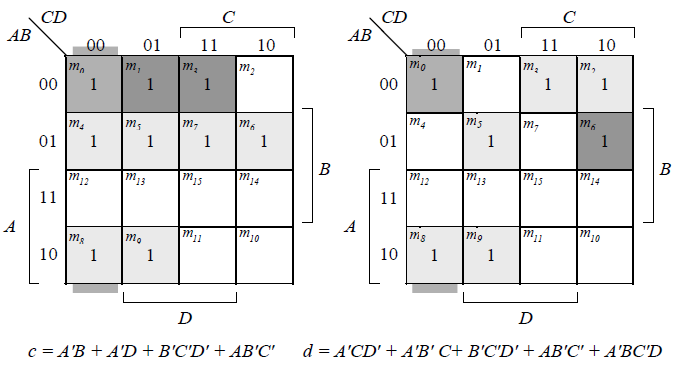 CD C CD C
AB 00 01 11 10 AB 00 01 11 10
00 m0 1 m1 1 m3 1 m2 00 m0 1 m1 m3 1 m2 1
01 m4 1 m5 1 m7 1 m6 1 01 m4 m5 1 m7 m6 1
B B
11 m12 m13 m15 m14 11 m12 m13 m15 m14
A A
10 m8 1 m9 1 m11 m10 10 m8 1 m9 1 m11 m10
D D
c = A'B + A'D + B'C'D' + AB'C' d = A'CD' + A'B' C+ B'C'D' + AB'C' + A'BC'D